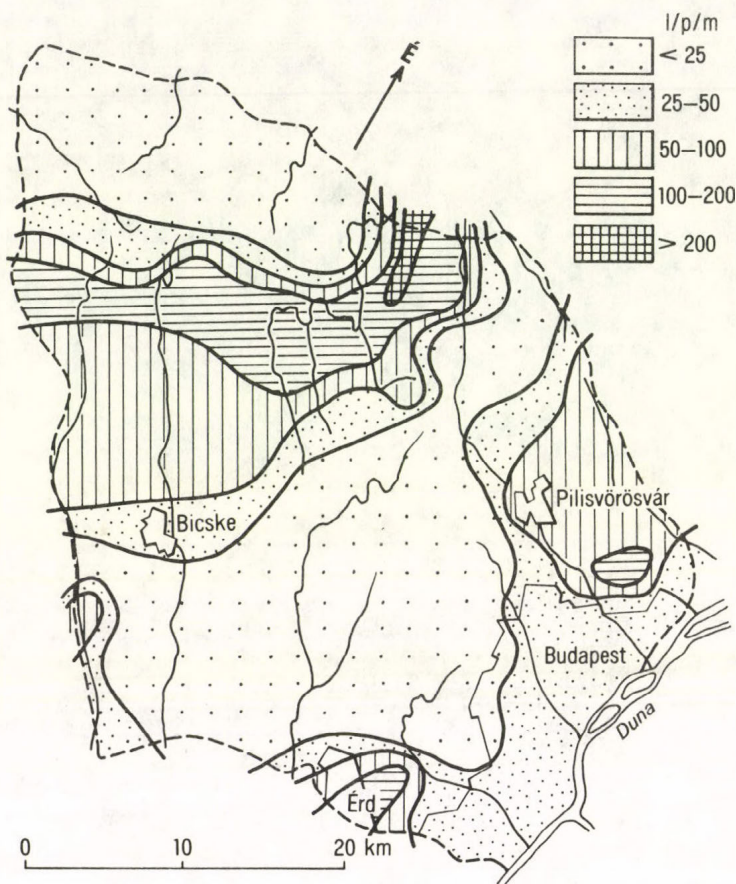 l/p/m
< 25
25–50
50–100
100–200
> 200
É
Pilisvörösvár
Bicske
Budapest
Duna
Érd
0 10 20 km